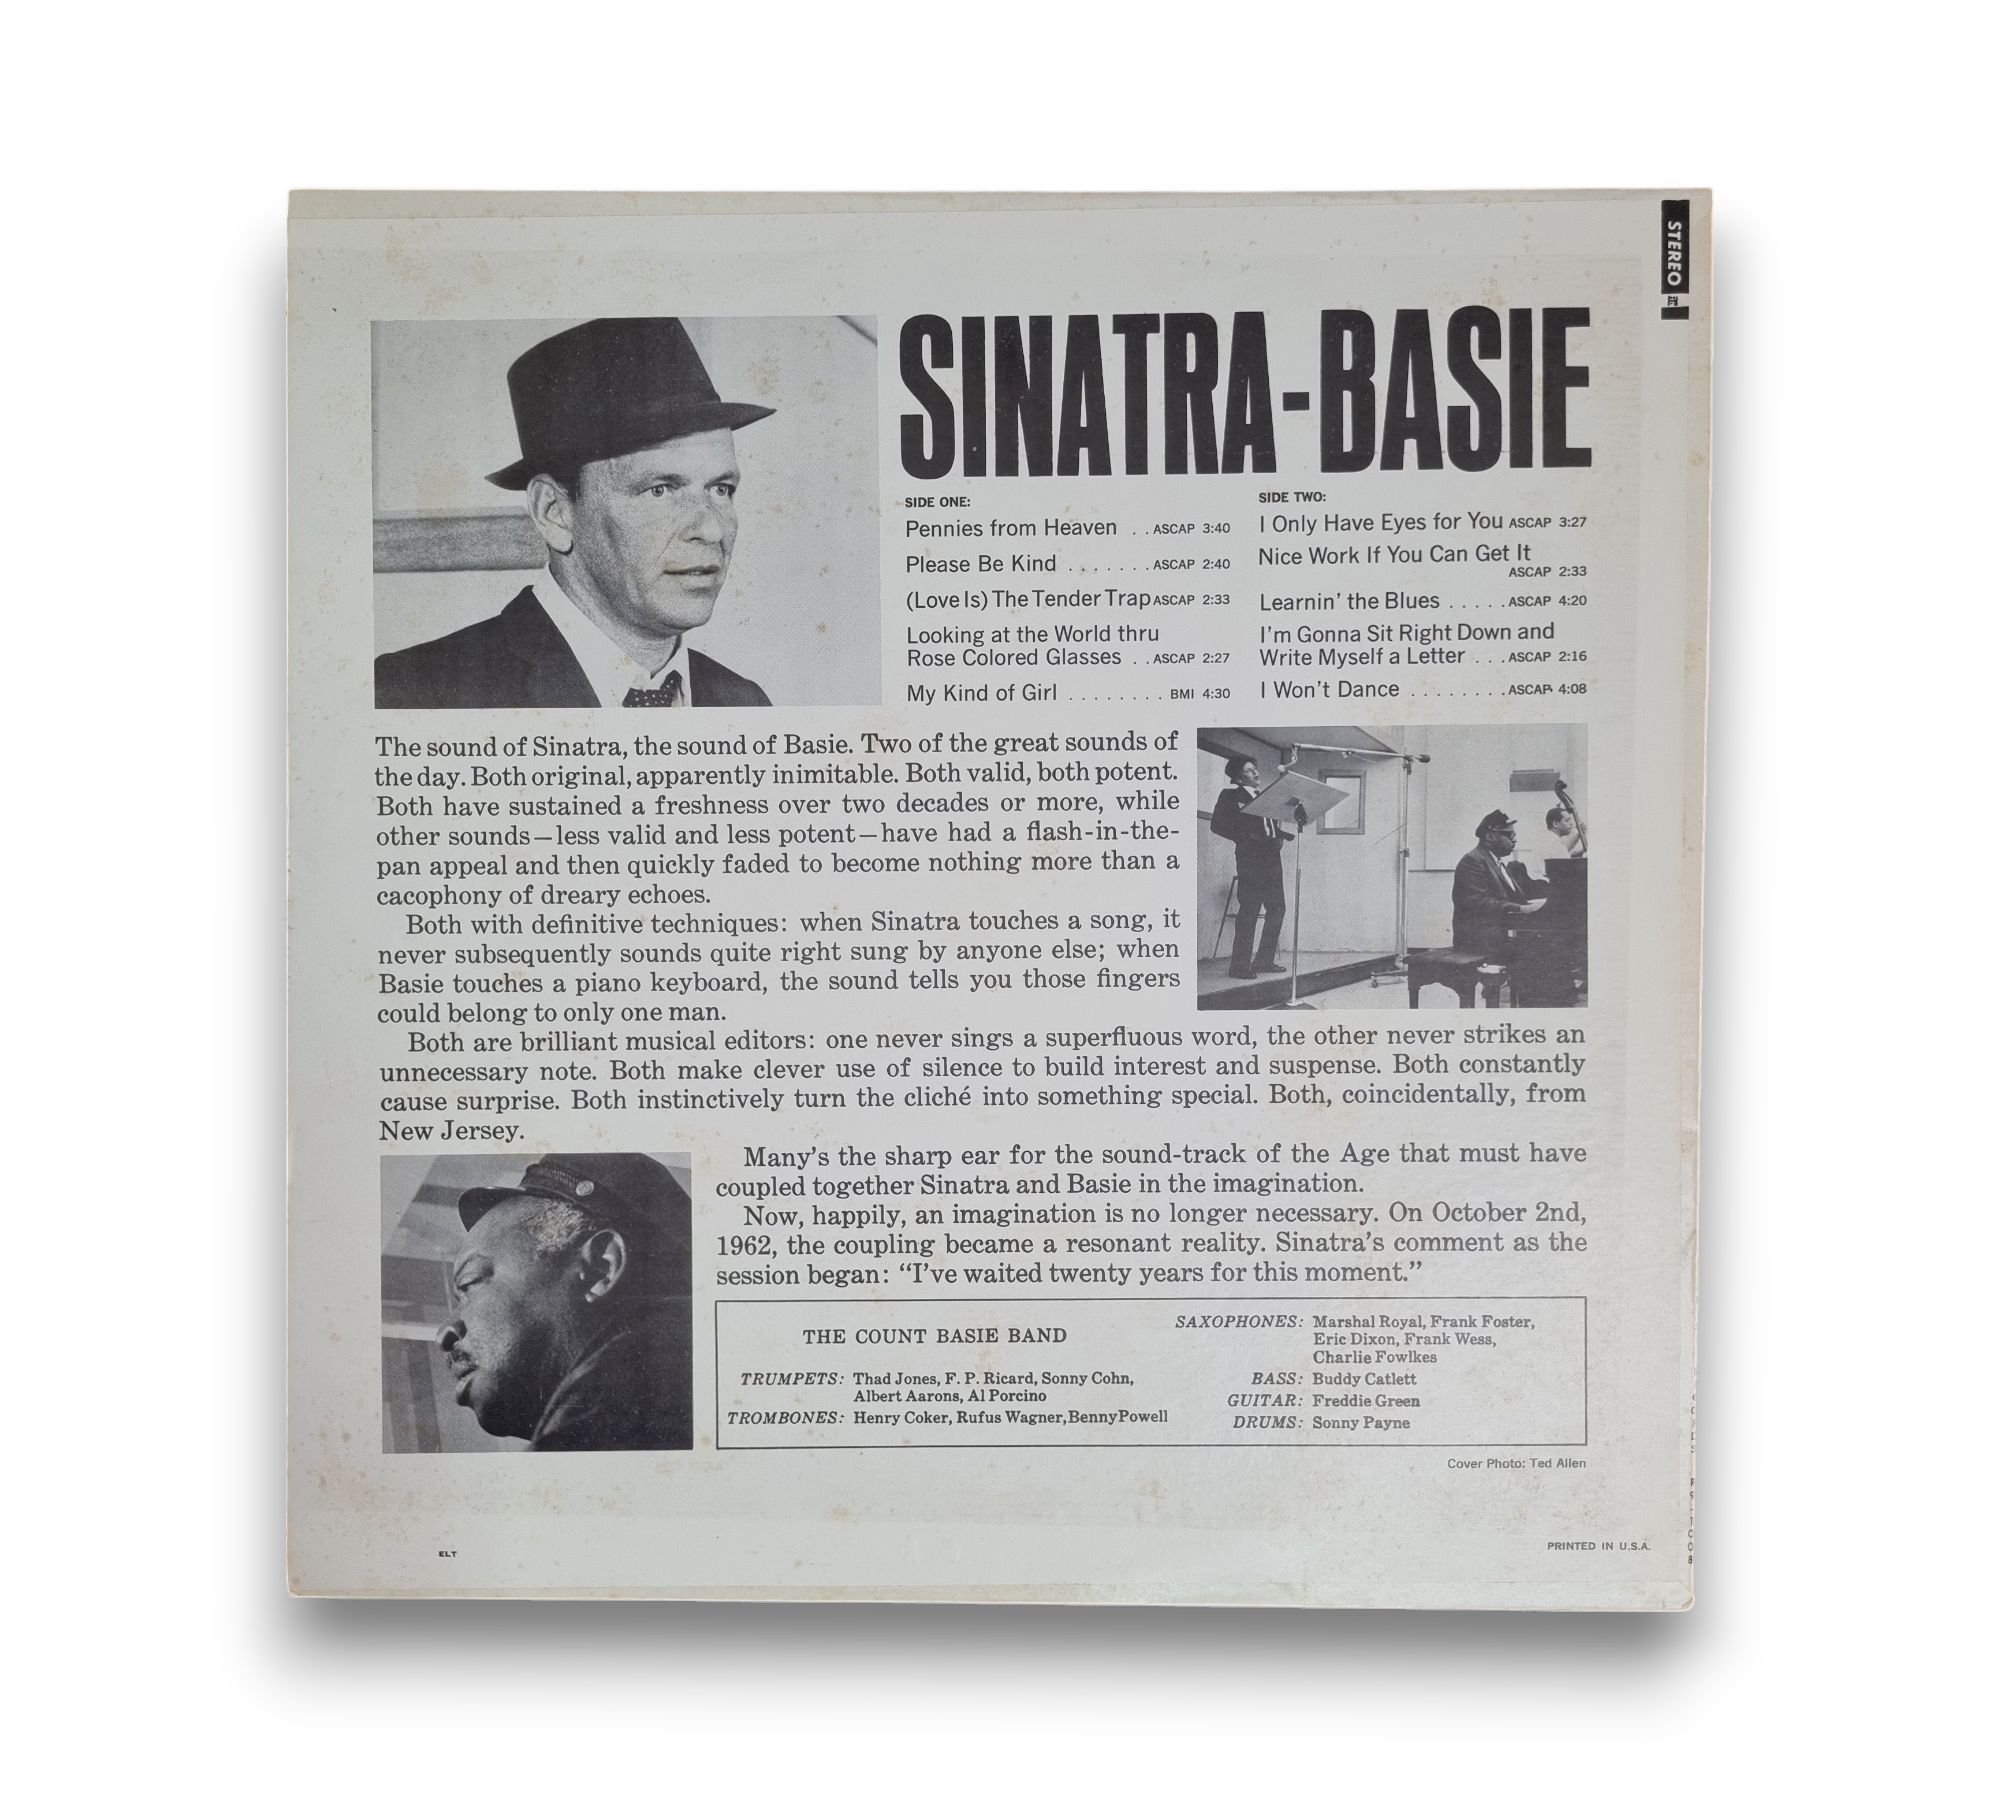 STEREO
SINATRA-BASIE
SIDE ONE:
Pennies from Heaven . . ASCAP 3:40
Please Be Kind . . . . . . . ASCAP 2:40
(Love Is) The Tender Trap ASCAP 2:33
Looking at the World thru
Rose Colored Glasses . . ASCAP 2:27
My Kind of Girl . . . . . . . . BMI 4:30
SIDE TWO:
I Only Have Eyes for You ASCAP 3:27
Nice Work If You Can Get It
ASCAP 2:33
Learnin' the Blues . . . . . ASCAP 4:20
I'm Gonna Sit Right Down and
Write Myself a Letter . . . ASCAP 2:16
I Won't Dance . . . . . . . . ASCAP 4:08
The sound of Sinatra, the sound of Basie. Two of the great sounds of
the day. Both original, apparently inimitable. Both valid, both potent.
Both have sustained a freshness over two decades or more, while
other sounds—less valid and less potent—have had a flash-in-the-
pan appeal and then quickly faded to become nothing more than a
cacophony of dreary echoes.
Both with definitive techniques: when Sinatra touches a song, it
never subsequently sounds quite right sung by anyone else; when
Basie touches a piano keyboard, the sound tells you those fingers
could belong to only one man.
Both are brilliant musical editors: one never sings a superfluous word, the other never strikes an
unnecessary note. Both make clever use of silence to build interest and suspense. Both constantly
cause surprise. Both instinctively turn the cliché into something special. Both, coincidentally, from
New Jersey.
Many's the sharp ear for the sound-track of the Age that must have
coupled together Sinatra and Basie in the imagination.
Now, happily, an imagination is no longer necessary. On October 2nd,
1962, the coupling became a resonant reality. Sinatra's comment as the
session began: "I've waited twenty years for this moment."
THE COUNT BASIE BAND
TRUMPETS: Thad Jones, F. P. Ricard, Sonny Cohn,
Albert Aarons, Al Porcino
TROMBONES: Henry Coker, Rufus Wagner, Benny Powell
SAXOPHONES: Marshal Royal, Frank Foster,
Eric Dixon, Frank Wess,
Charlie Fowlkes
BASS: Buddy Catlett
GUITAR: Freddie Green
DRUMS: Sonny Payne
Cover Photo: Ted Allen
ELT
PRINTED IN U.S.A.